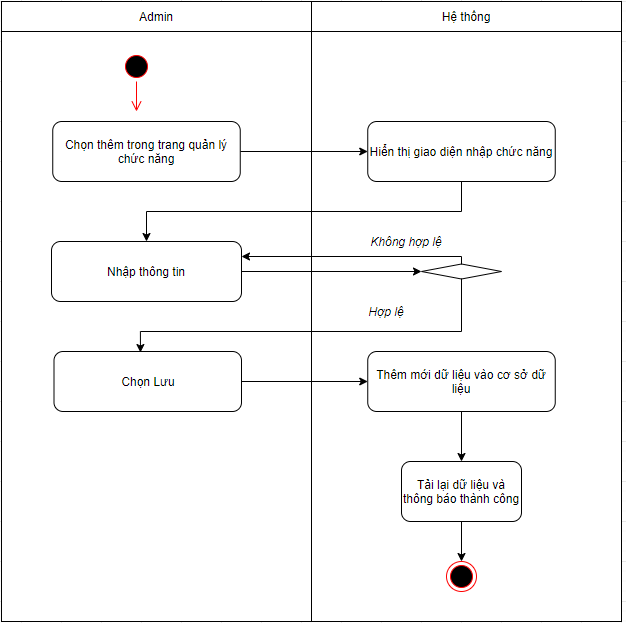 Admin
Hệ thống
Chọn thêm trong trang quản lý
chức năng
Hiển thị giao diện nhập chức năng
Không hợp lệ
Nhâp thông tin
Hợp lệ
Chọn Lưu
Thêm mới dữ liệu vào cơ sở dữ
liệu
Tải lại dữ liệu và
thông báo thành công